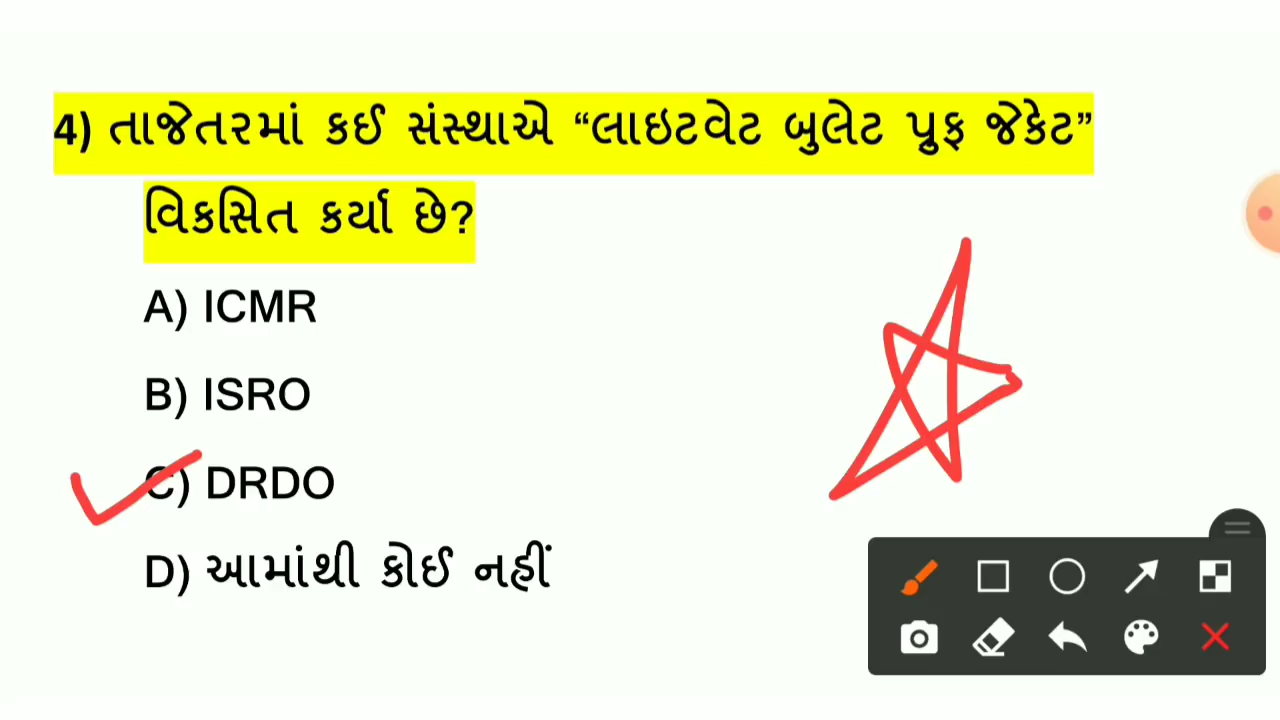 4) તાજેતરમાં કઈ સંસ્થાએ “લાઇટવેટ બુલેટ પ્રુફ જેકેટ”
વિકસિત કર્યા છે?
A) ICMR
B) ISRO
C) DRDO
D) આમાંથી કોઈ નહીં